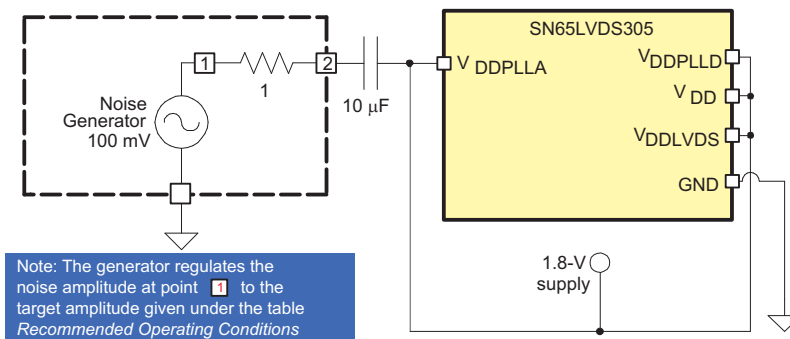 SN65LVDS305
1
2
V DDPLLA
VDDPLLD
1
10 μF
V DD
Noise
Generator
100 mV
VDDLVDS
GND
Note: The generator regulates the
noise amplitude at point 1 to the
target amplitude given under the table
Recommended Operating Conditions
1.8-V
supply